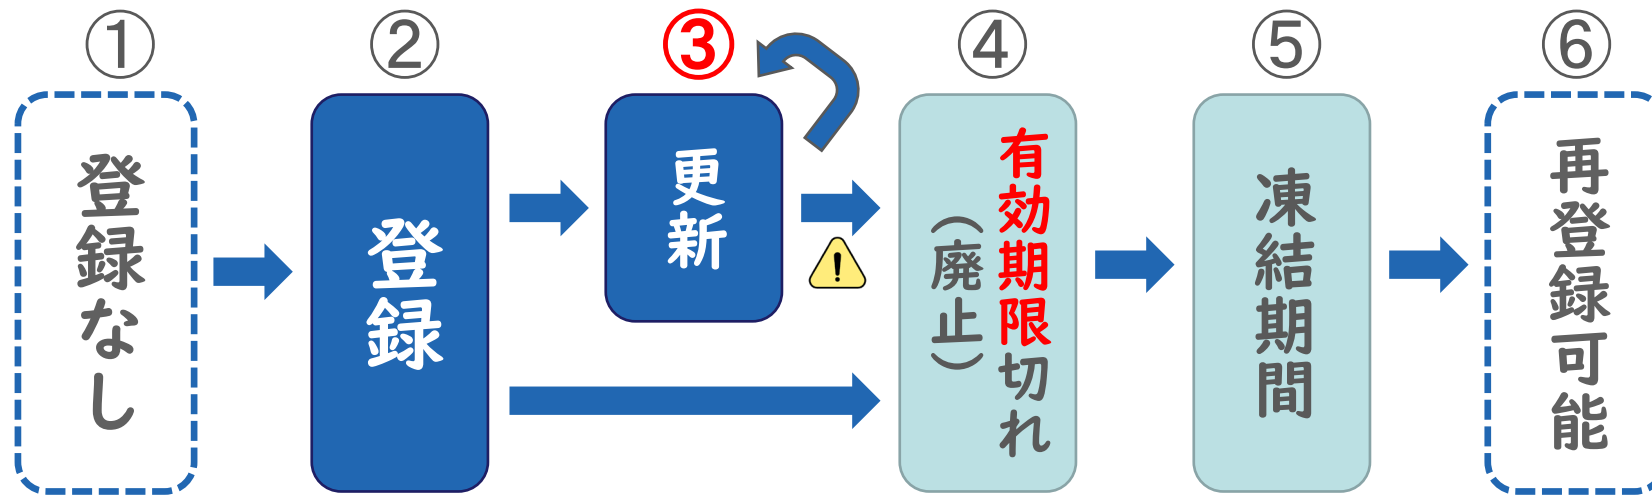 ①
登録なし
②
登録
③
更新
④
有効期限切れ
（廃止）
⑤
凍結期間
⑥
再登録可能